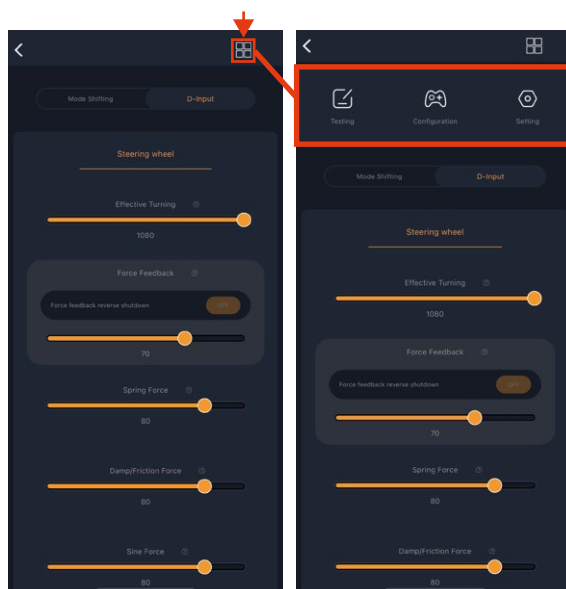 Mode Shifting
D-Input
Steering wheel
Effective Turning
1080
Force Feedback
Force feedback reverse shutdown
OFF
70
Spring Force
80
Damp/Friction Force
80
Sine Force
80
Testing
Configuration
Setting
Mode Shifting
D-Input
Steering wheel
Effective Turning
1080
Force Feedback
Force feedback reverse shutdown
OFF
70
Spring Force
80
Damp/Friction Force
80